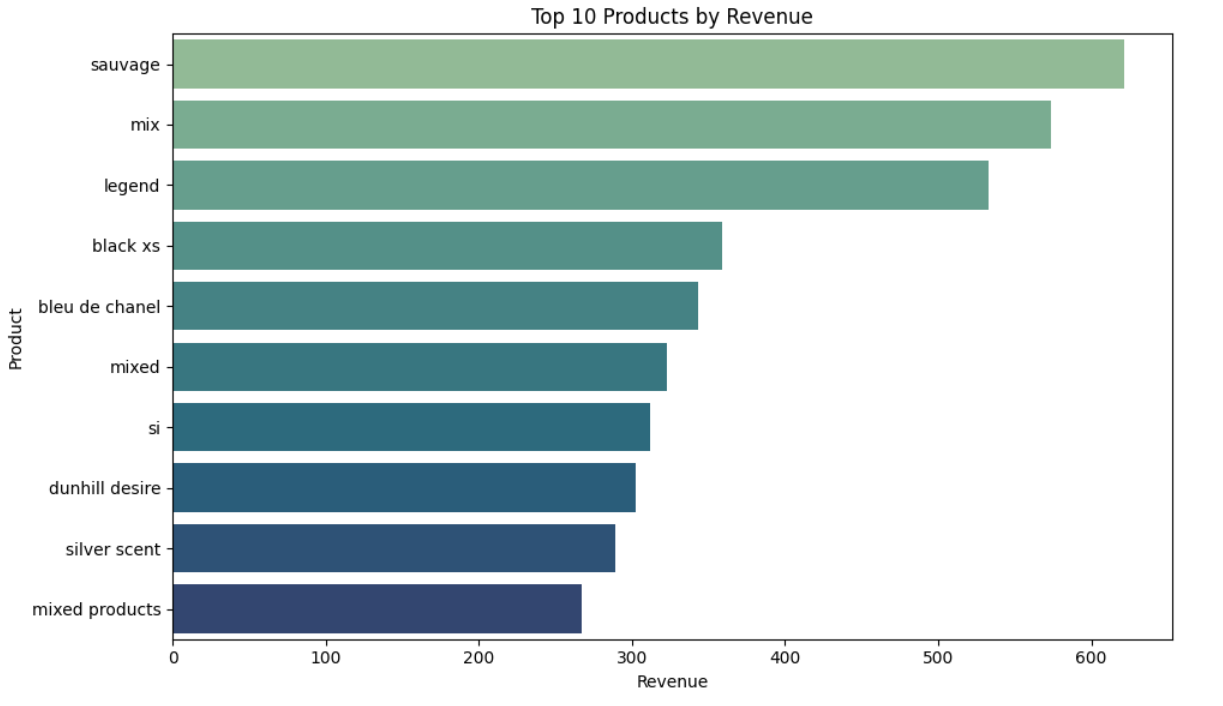 Top 10 Products by Revenue
sauvage
mix
legend
black xs
bleu de chanel
mixed
si
dunhill desire
silver scent
mixed products
Product
0 100 200 300 400 500 600
Revenue